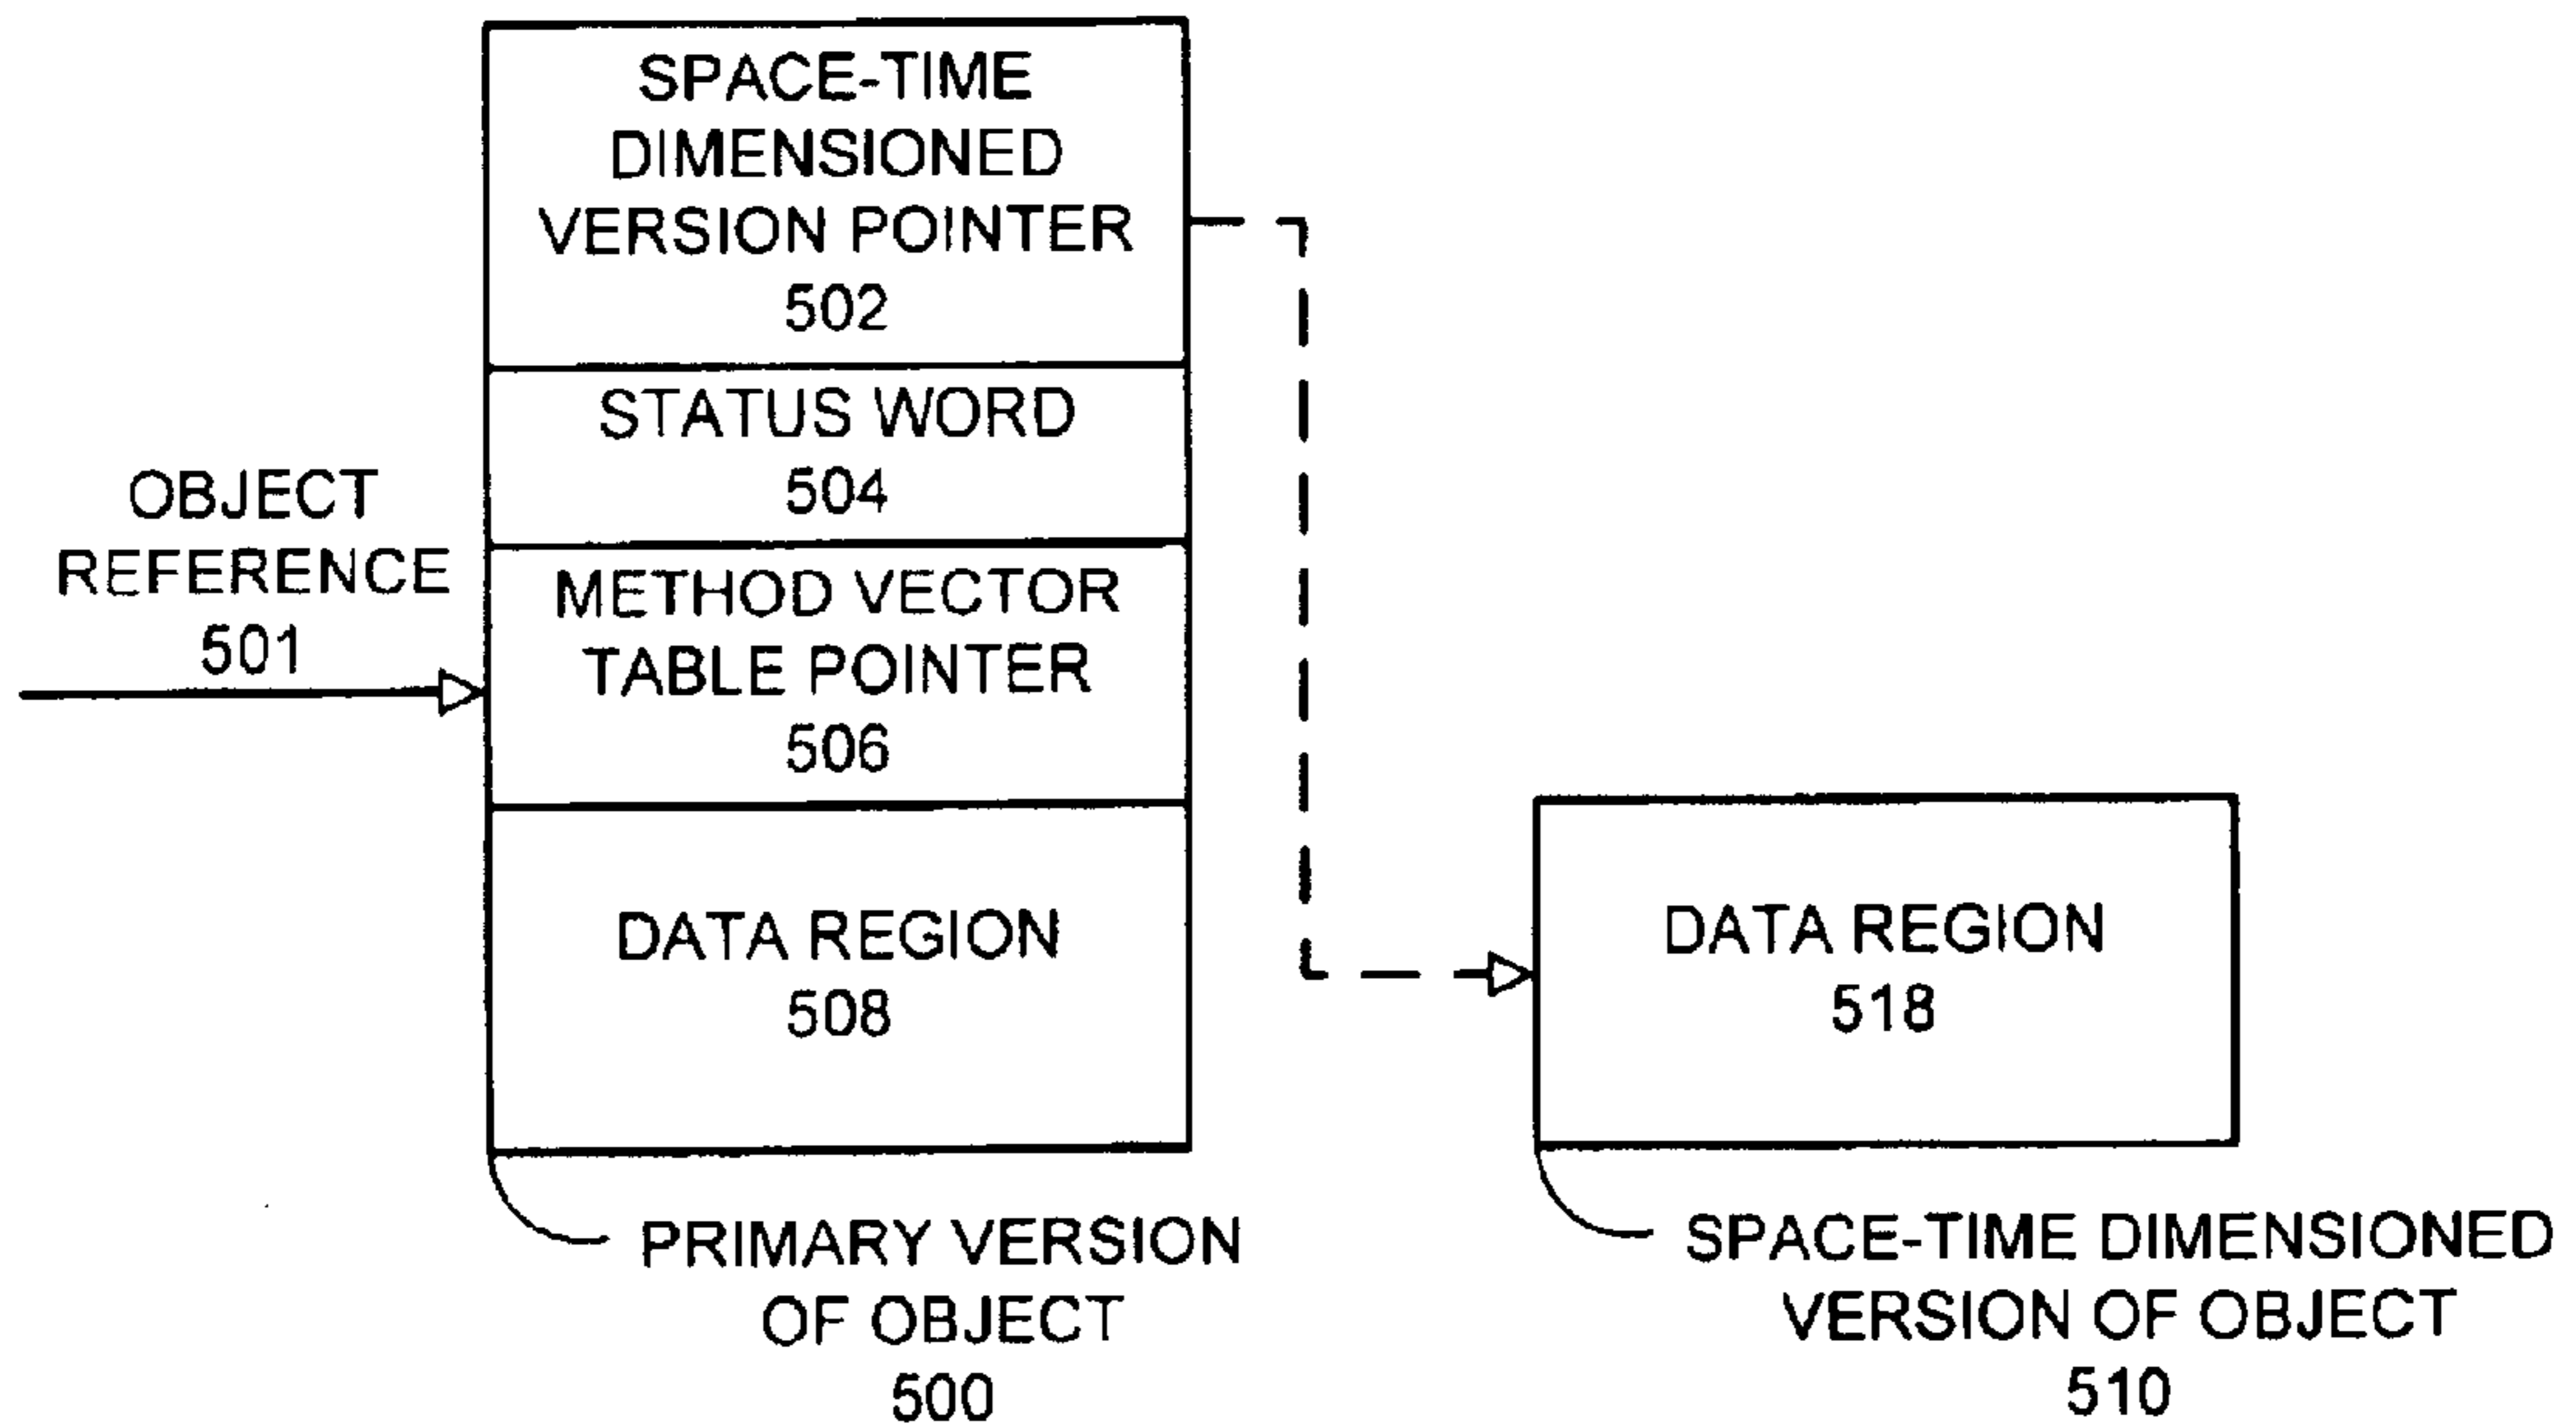 SPACE-TIME
DIMENSIONED
VERSION POINTER
502
STATUS WORD
504
OBJECT
REFERENCE
501
METHOD VECTOR
TABLE POINTER
506
DATA REGION
508
DATA REGION
518
PRIMARY VERSION
OF OBJECT
500
SPACE-TIME DIMENSIONED
VERSION OF OBJECT
510